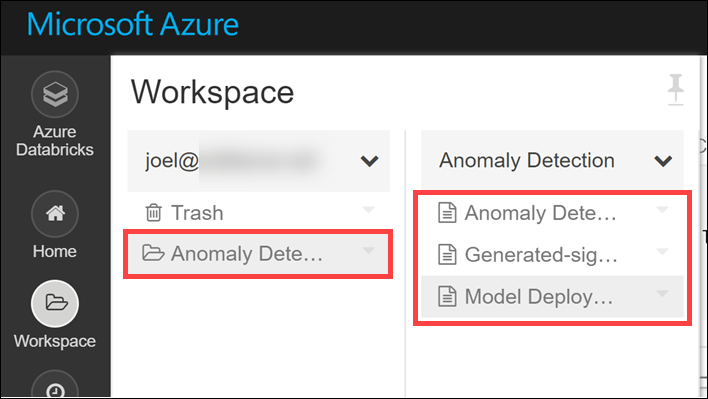 Microsoft Azure
Azure
Databricks
Home
Workspace
Workspace
joel@
Trash
Anomaly Dete...
Anomaly Detection
Anomaly Dete...
Generated-sig...
Model Deploy...